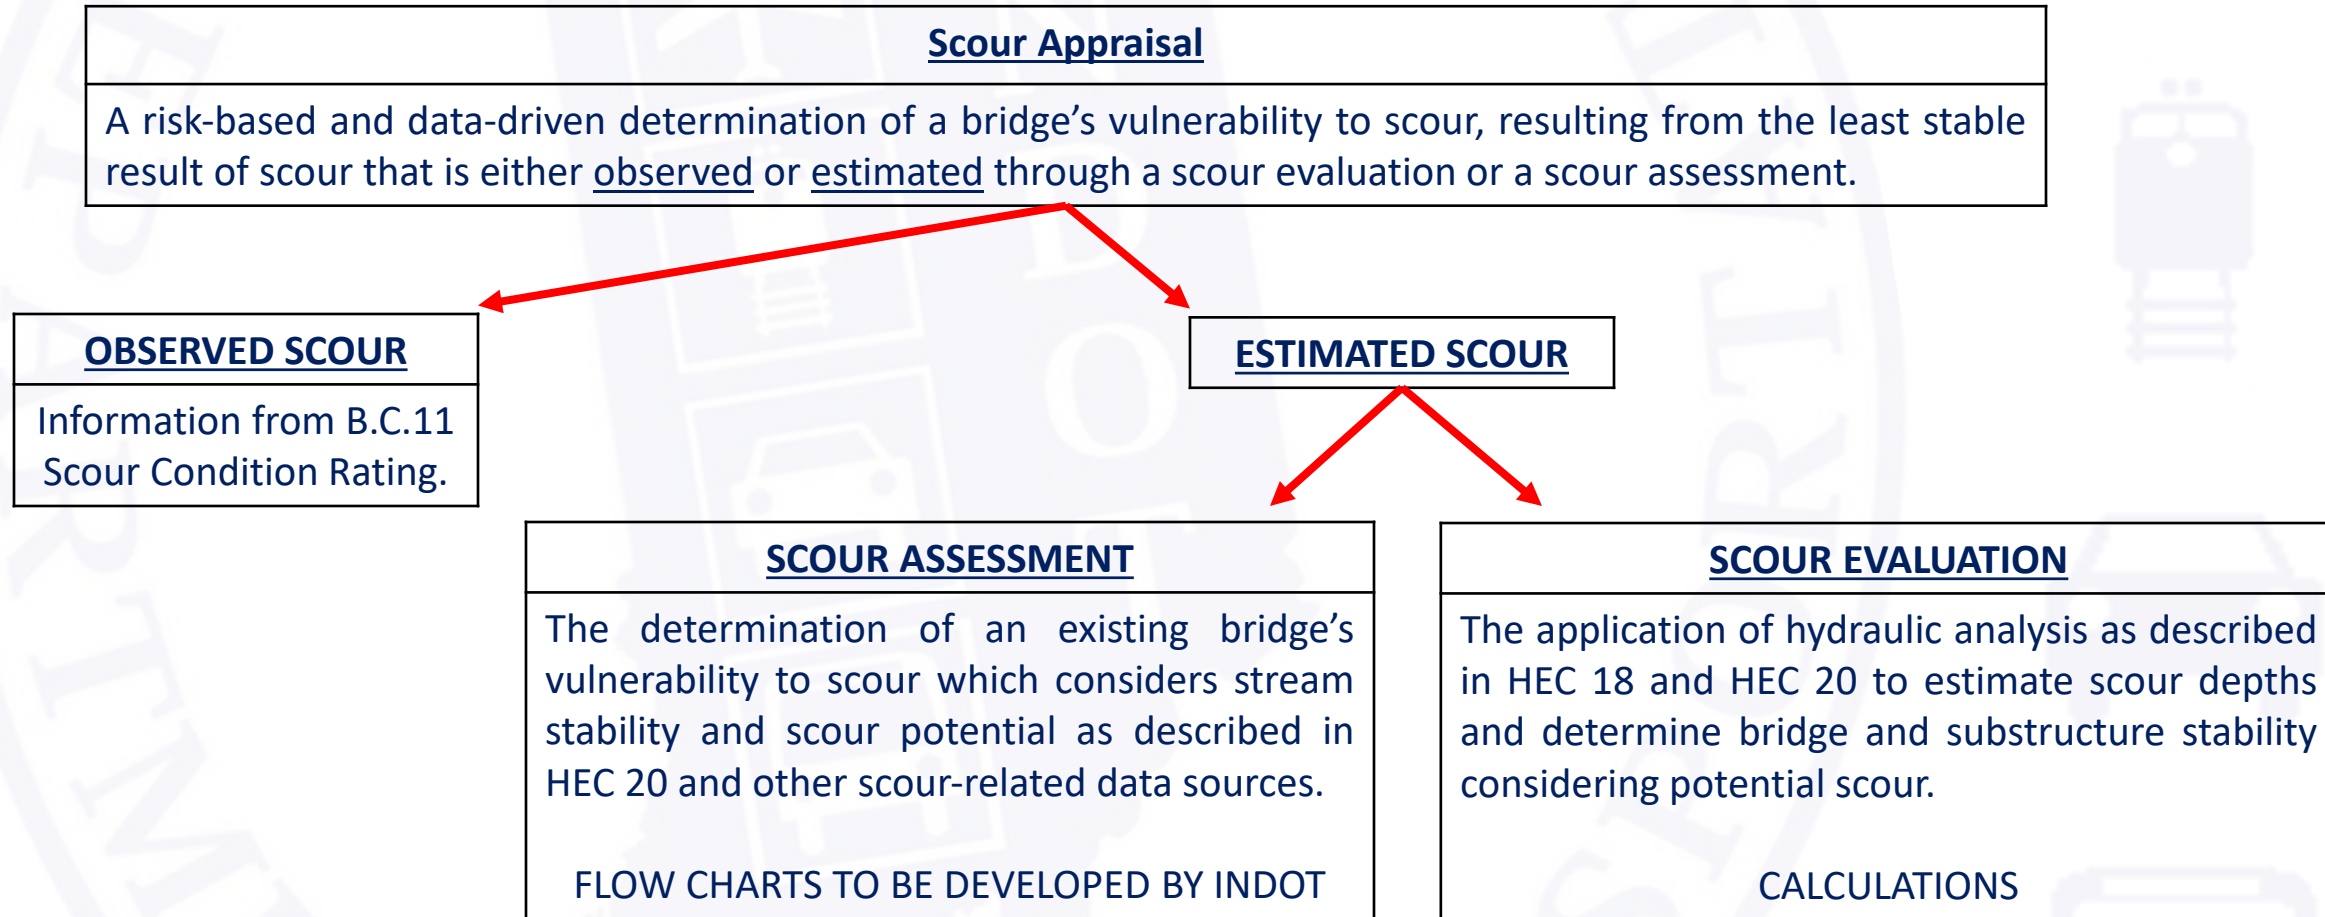 Scour Appraisal
A risk-based and data-driven determination of a bridge’s vulnerability to scour, resulting from the least stable
result of scour that is either observed or estimated through a scour evaluation or a scour assessment.
OBSERVED SCOUR
Information from B.C.11
Scour Condition Rating.
ESTIMATED SCOUR
SCOUR ASSESSMENT
The determination of an existing bridge’s
vulnerability to scour which considers stream
stability and scour potential as described in
HEC 20 and other scour-related data sources.
FLOW CHARTS TO BE DEVELOPED BY INDOT
SCOUR EVALUATION
The application of hydraulic analysis as described
in HEC 18 and HEC 20 to estimate scour depths
and determine bridge and substructure stability
considering potential scour.
CALCULATIONS